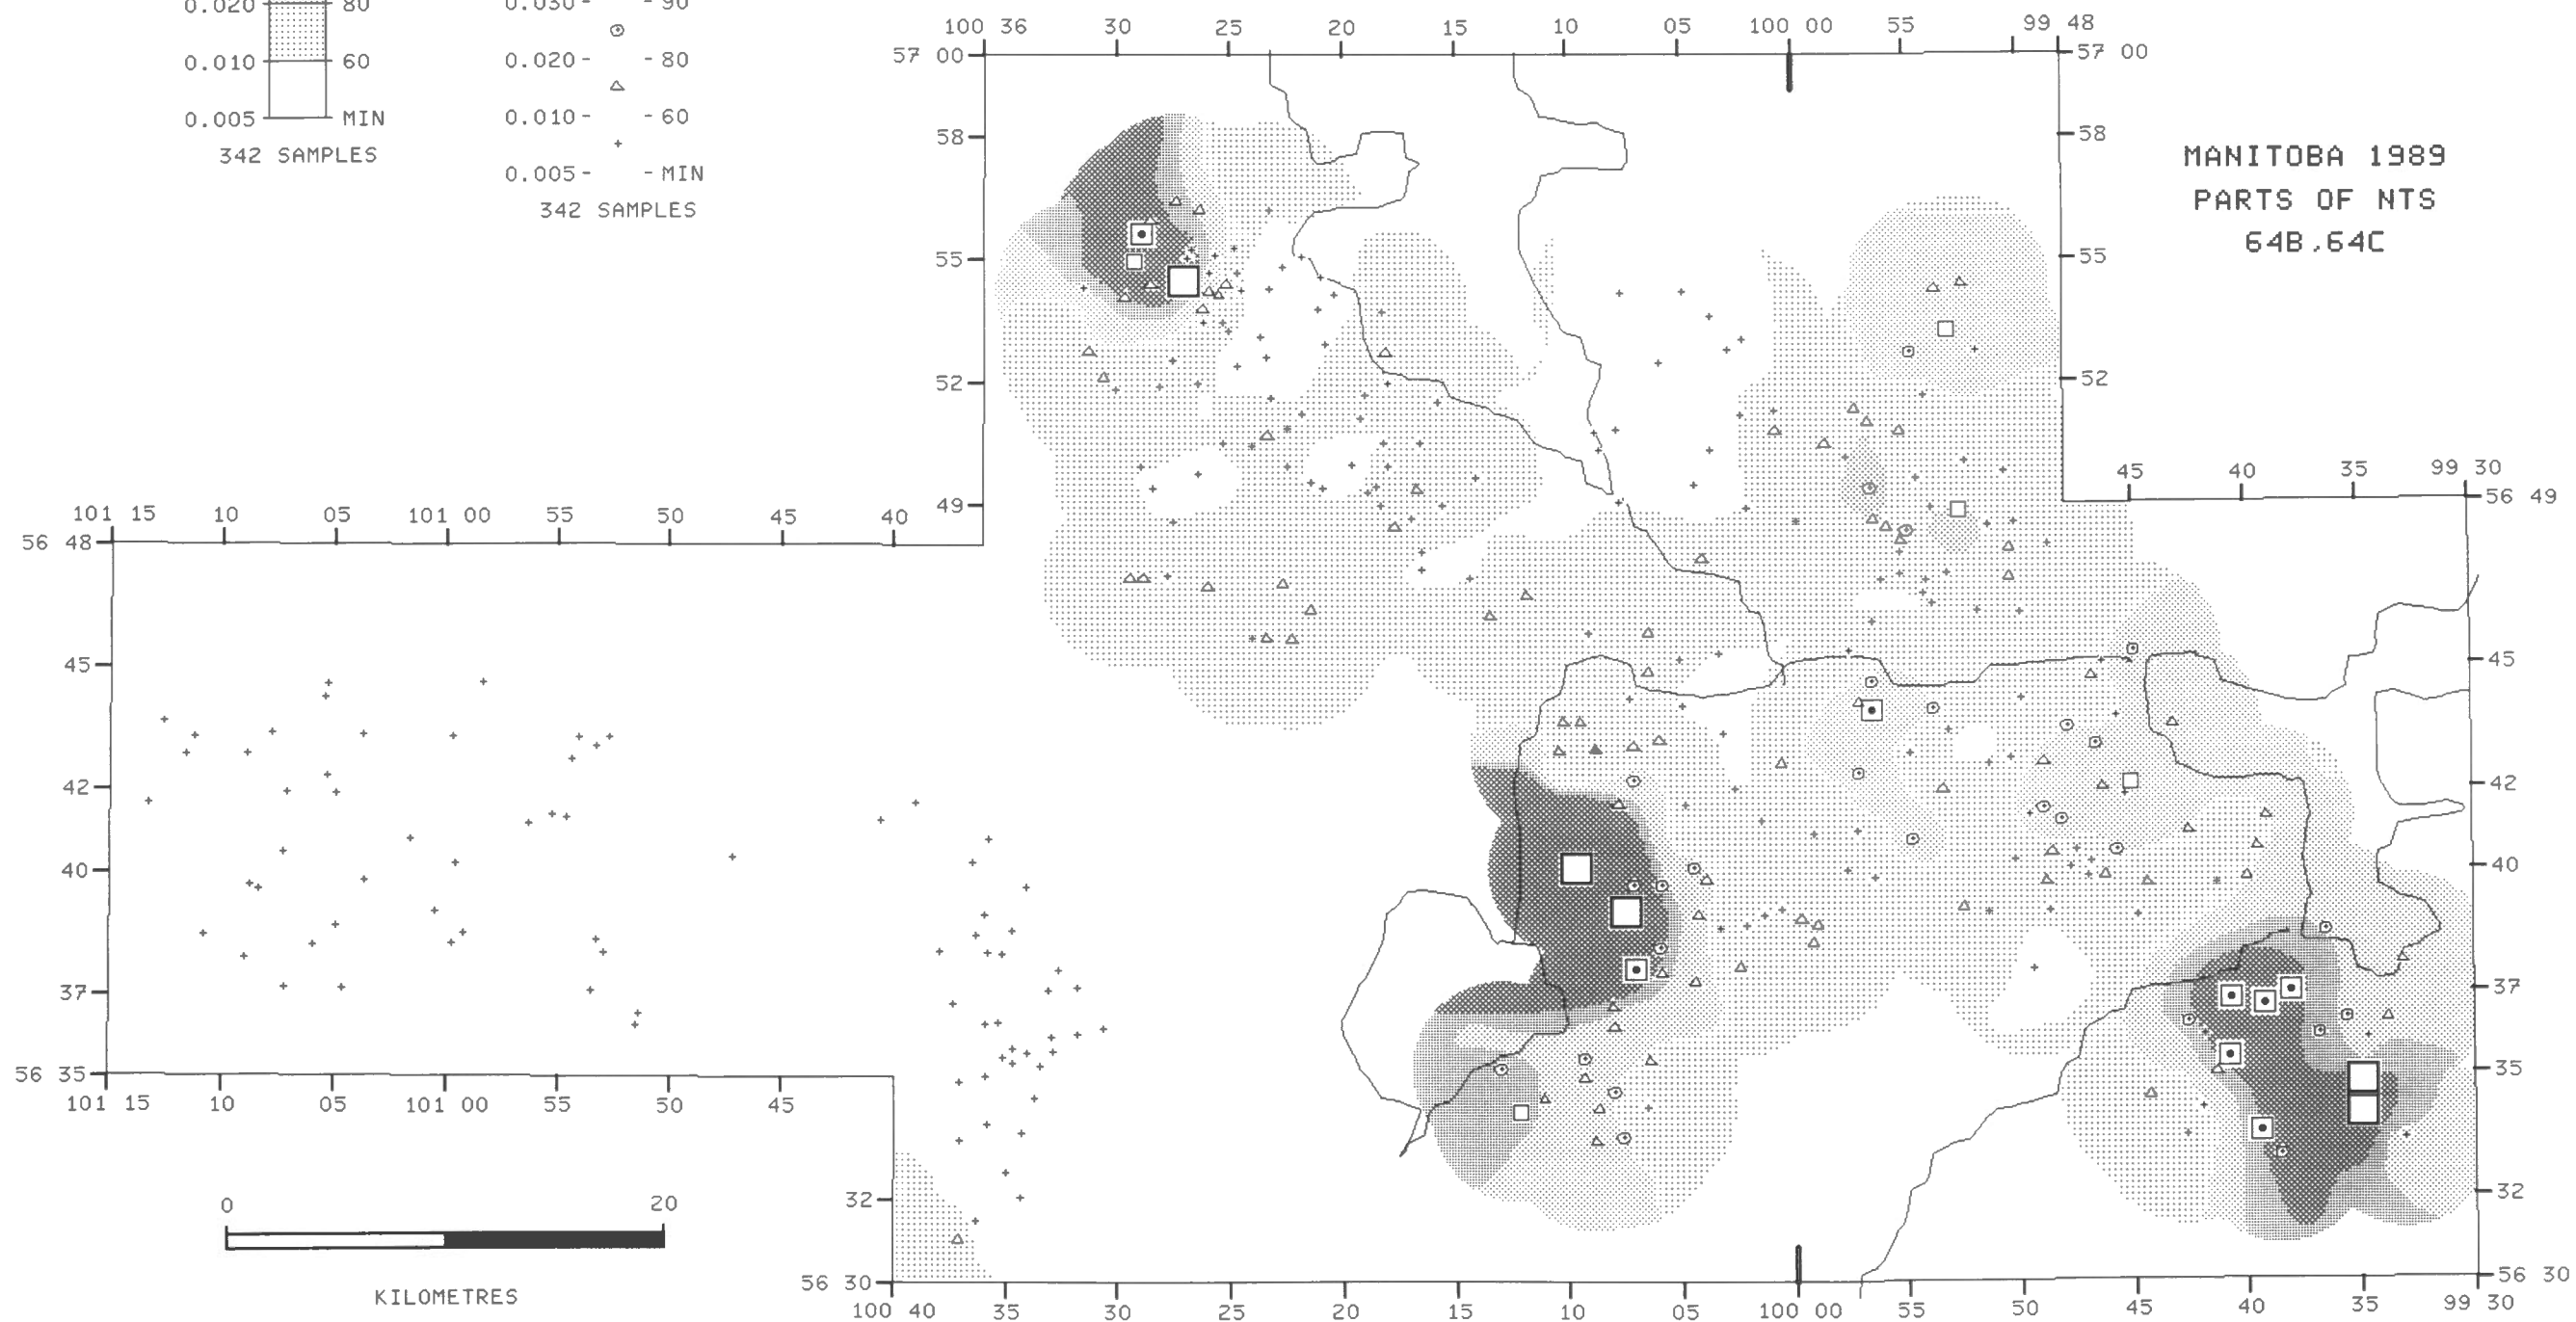 0.020 80
0.010 60
0.005 MIN
342 SAMPLES
0.030- -90
0.020- -80
0.010- -60
0.005- -MIN
342 SAMPLES
100 36 30 25 20 15 10 05 100 00 55 99 48
57 00
58
55
52
49
57 00
58
55
52
MANITOBA 1989
PARTS OF NTS
64B,64C
45 40 35 99 30
56 49
45
42
40
37
35
32
56 30
101 15 10 05 101 00 55 50 45 40
56 48
45
42
40
37
56 35
101 15 10 05 101 00 55 50 45
32
56 30
0 20
KILOMETRES
100 40 35 30 25 20 15 10 05 100 00 55 50 45 40 35 99 30